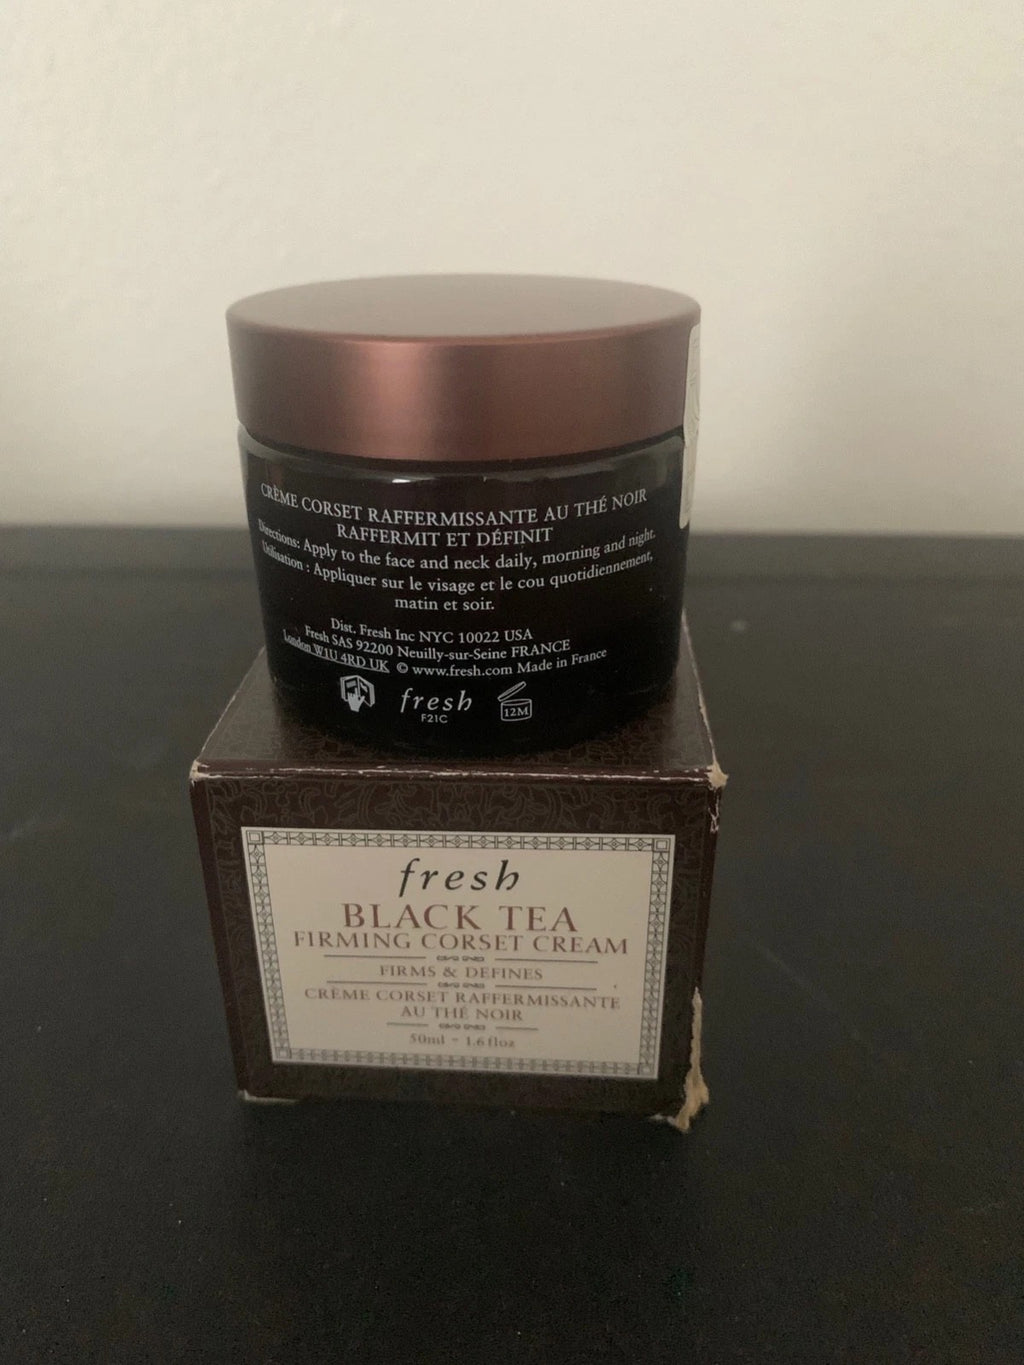 CRÈME CORSET RAFFERMISSANTE AU THÉ NOIR
RAFFERMIT ET DÉFINIT
Directions: Apply to the face and neck daily, morning and night.
Utilisation : Appliquer sur le visage et le cou quotidiennement,
matin et soir.
Dist. Fresh Inc NYC 10022 USA
Fresh SAS 92200 Neuilly-sur-Seine FRANCE
London W1U 4RD UK © www.fresh.com Made in France
fresh
F21C
12M
fresh
BLACK TEA
FIRMING CORSET CREAM
FIRMS & DEFINES
CRÈME CORSET RAFFERMISSANTE
AU THÉ NOIR
50ml - 1.6 floz